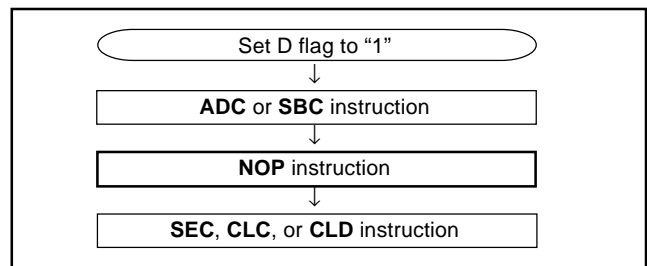 Set D flag to “1”
ADC or SBC instruction
NOP instruction
SEC, CLC, or CLD instruction